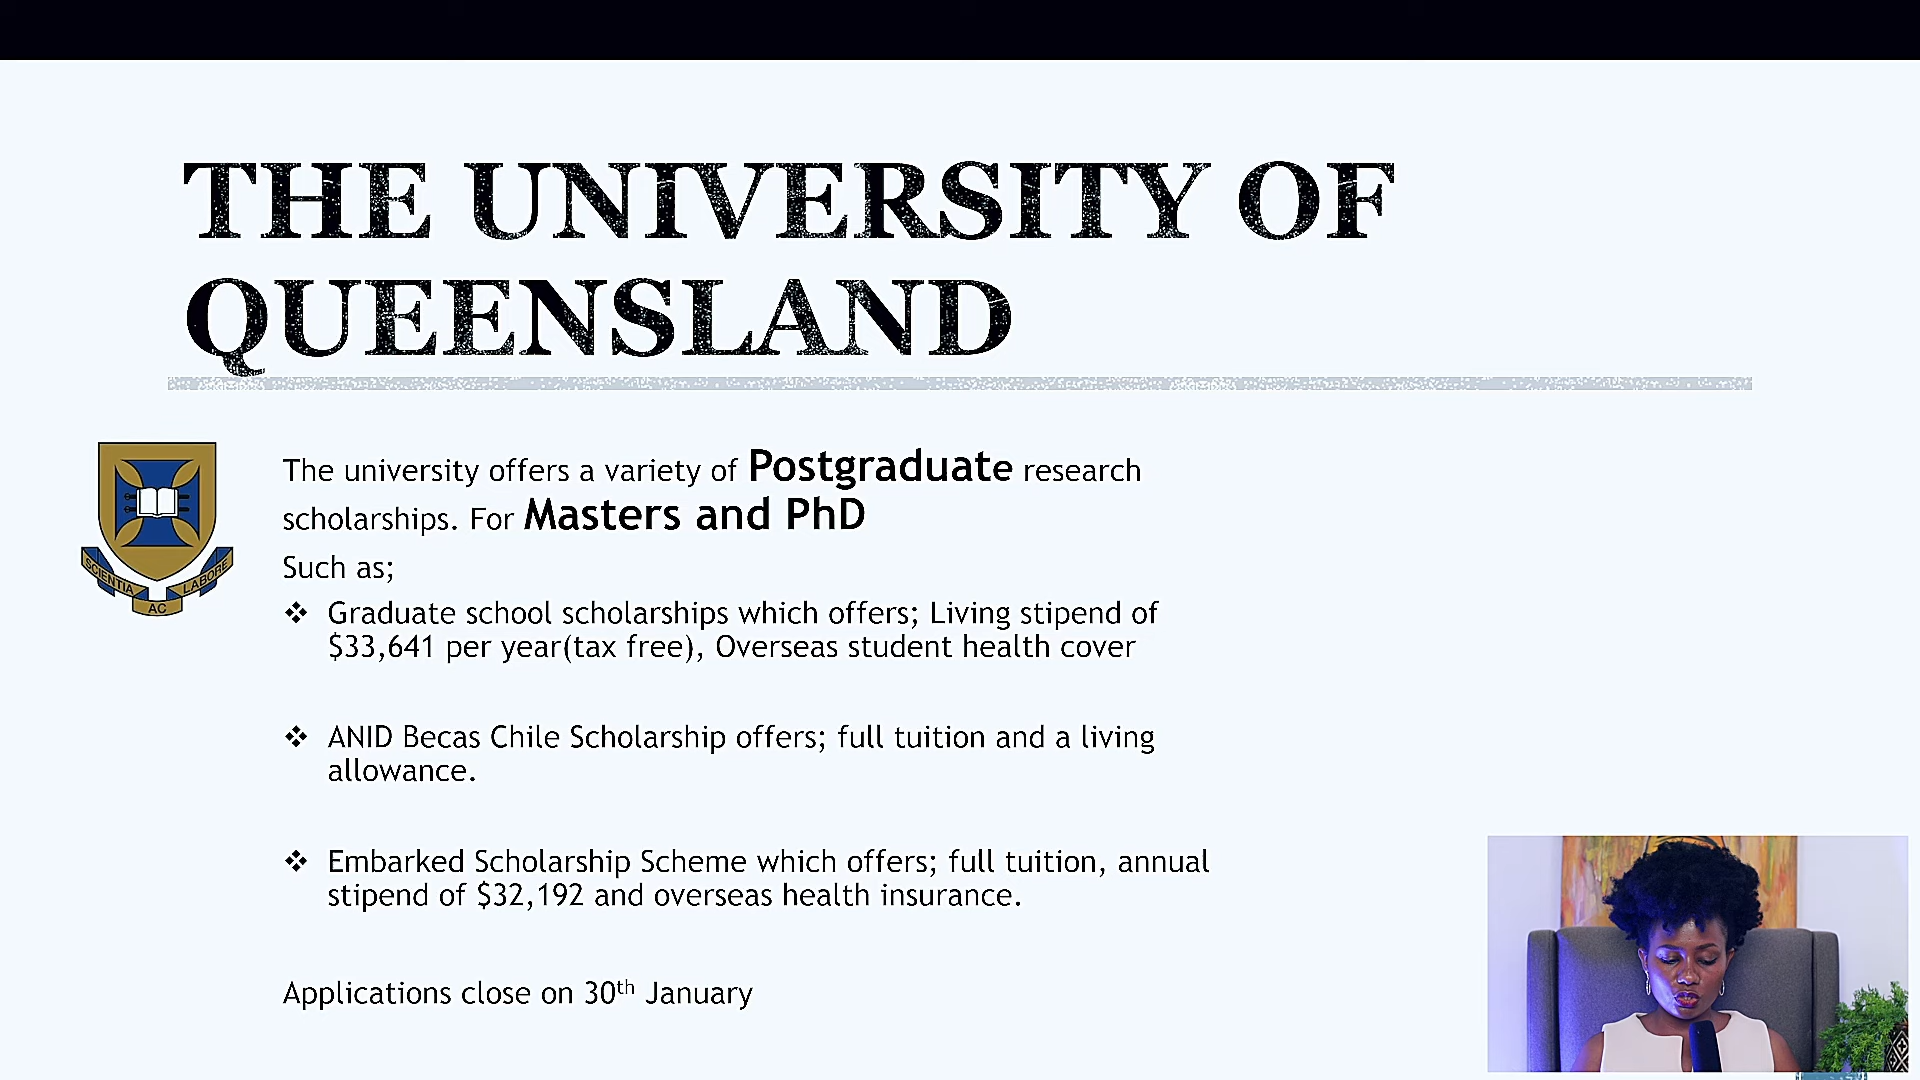 THE UNIVERSITY OF
QUEENSLAND
SCIENTIA AC LABORE
The university offers a variety of Postgraduate research
scholarships. For Masters and PhD
Such as;
❖ Graduate school scholarships which offers; Living stipend of
$33,641 per year(tax free), Overseas student health cover
❖ ANID Becas Chile Scholarship offers; full tuition and a living
allowance.
❖ Embarked Scholarship Scheme which offers; full tuition, annual
stipend of $32,192 and overseas health insurance.
Applications close on 30th January